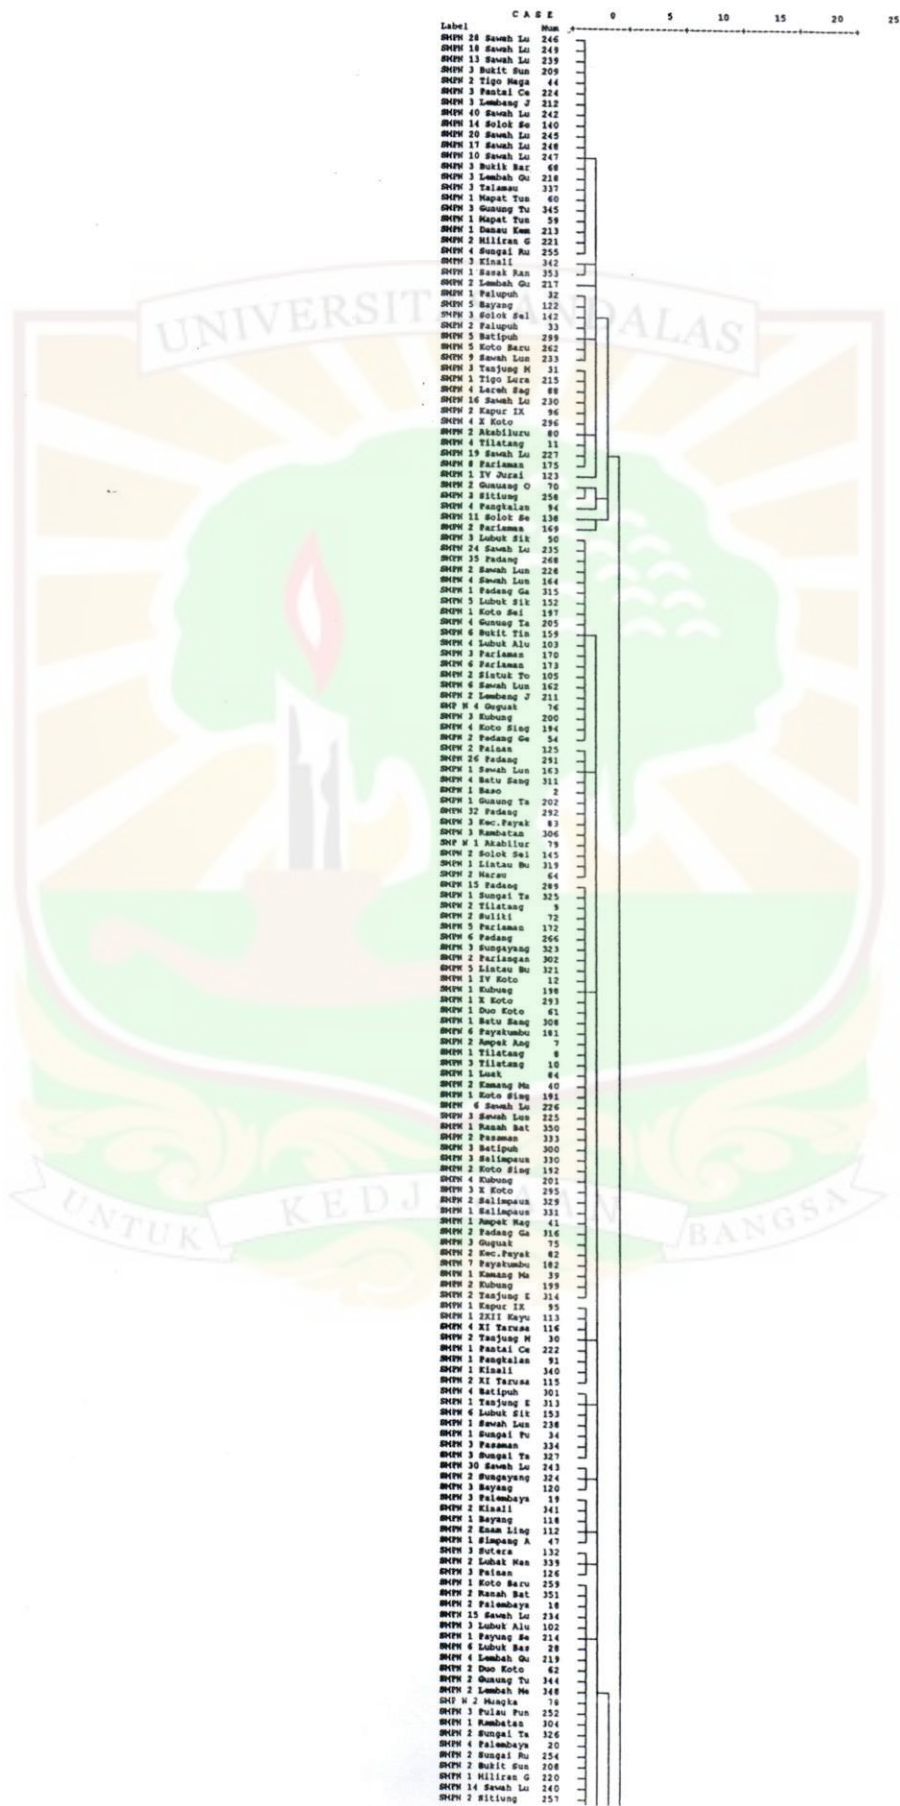 C A S E 0 5 10 15 20 25
Label Num
SMPN 28 Sawah Lu 246
SMPN 18 Sawah Lu 249
SMPN 13 Sawah Lu 239
SMPN 3 Bukit Sun 209
SMPN 2 Tigo Naga 44
SMPN 3 Pantai Ce 224
SMPN 3 Lembang J 212
SMPN 40 Sawah Lu 242
SMPN 14 Solok Se 140
SMPN 20 Sawah Lu 245
SMPN 17 Sawah Lu 248
SMPN 10 Sawah Lu 247
SMPN 3 Bukik Bar 68
SMPN 3 Lembah Gu 218
SMPN 3 Talamau 337
SMPN 1 Mapat Tun 60
SMPN 3 Gunung Tu 345
SMPN 1 Mapat Tun 59
SMPN 1 Danau Kem 213
SMPN 2 Hiliran G 221
SMPN 4 Sungai Ru 255
SMPN 3 Kinali 342
SMPN 1 Sasak Ran 353
SMPN 2 Lembah Gu 217
SMPN 1 Palupuh 32
SMPN 5 Bayang 122
SMPN 3 Solok Sel 142
SMPN 2 Palupuh 33
SMPN 5 Batipuh 299
SMPN 5 Koto Baru 262
SMPN 9 Sawah Lun 233
SMPN 3 Tanjung M 31
SMPN 1 Tigo Lura 215
SMPN 4 Lareh Sag 88
SMPN 16 Sawah Lu 230
SMPN 2 Kapur IX 96
SMPN 4 X Koto 296
SMPN 2 Akabiluru 80
SMPN 4 Tilatang 11
SMPN 19 Sawah Lu 227
SMPN 8 Pariaman 175
SMPN 1 IV Jurai 123
SMPN 2 Gunuang O 70
SMPN 3 Sitiung 258
SMPN 4 Pangkalan 94
SMPN 11 Solok Se 138
SMPN 2 Pariaman 169
SMPN 3 Lubuk Sik 50
SMPN 24 Sawah Lu 235
SMPN 35 Padang 268
SMPN 2 Sawah Lun 228
SMPN 4 Sawah Lun 164
SMPN 1 Padang Ga 315
SMPN 5 Lubuk Sik 152
SMPN 1 Koto Sei 197
SMPN 4 Gunung Ta 205
SMPN 6 Bukit Tin 159
SMPN 4 Lubuk Alu 103
SMPN 3 Pariaman 170
SMPN 6 Pariaman 173
SMPN 2 Sintuk To 105
SMPN 6 Sawah Lun 162
SMPN 2 Lembang J 211
SMP N 4 Guguak 76
SMPN 3 Kubung 200
SMPN 4 Koto Sing 194
SMPN 2 Padang Ge 54
SMPN 2 Painan 125
SMPN 26 Padang 291
SMPN 1 Sawah Lun 163
SMPN 4 Batu Sang 311
SMPN 1 Baso 2
SMPN 1 Gunung Ta 202
SMPN 32 Padang 292
SMPN 3 Kec.Payak 83
SMPN 3 Rambatan 306
SMP N 1 Akabilur 79
SMPN 2 Solok Sel 145
SMPN 1 Lintau Bu 319
SMPN 2 Harau 64
SMPN 15 Padang 289
SMPN 1 Sungai Ta 325
SMPN 2 Tilatang 9
SMPN 2 Suliki 72
SMPN 5 Pariaman 172
SMPN 6 Padang 266
SMPN 3 Sungayang 323
SMPN 2 Pariangan 302
SMPN 5 Lintau Bu 321
SMPN 1 IV Koto 12
SMPN 1 Kubung 198
SMPN 1 X Koto 293
SMPN 1 Duo Koto 61
SMPN 1 Batu Sang 308
SMPN 6 Payakumbu 181
SMPN 2 Ampek Ang 7
SMPN 1 Tilatang 8
SMPN 3 Tilatang 10
SMPN 1 Luak 84
SMPN 2 Kamang Ma 40
SMPN 1 Koto Sing 191
SMPN 6 Sawah Lu 226
SMPN 3 Sawah Lun 225
SMPN 1 Ranah Bat 350
SMPN 2 Pasaman 333
SMPN 3 Batipuh 300
SMPN 3 Salimpaun 330
SMPN 2 Koto Sing 192
SMPN 4 Kubung 201
SMPN 3 X Koto 295
SMPN 2 Salimpaun 329
SMPN 1 Salimpaun 331
SMPN 1 Ampek Nag 41
SMPN 2 Padang Ga 316
SMPN 3 Guguak 75
SMPN 2 Kec.Payak 82
SMPN 7 Payakumbu 182
SMPN 1 Kamang Ma 39
SMPN 2 Kubung 199
SMPN 2 Tanjung E 314
SMPN 1 Kapur IX 95
SMPN 1 2XII Kayu 113
SMPN 4 XI Tarusa 116
SMPN 2 Tanjung M 30
SMPN 1 Pantai Ce 222
SMPN 1 Pangkalan 91
SMPN 1 Kinali 340
SMPN 2 XI Tarusa 115
SMPN 4 Batipuh 301
SMPN 1 Tanjung E 313
SMPN 6 Lubuk Sik 153
SMPN 1 Sawah Lun 238
SMPN 1 Sungai Pu 34
SMPN 3 Pasaman 334
SMPN 3 Sungai Ta 327
SMPN 30 Sawah Lu 243
SMPN 2 Sungayang 324
SMPN 3 Bayang 120
SMPN 3 Palembaya 19
SMPN 2 Kinali 341
SMPN 1 Bayang 118
SMPN 2 Enam Ling 112
SMPN 1 Simpang A 47
SMPN 3 Sutera 132
SMPN 2 Luhak Nan 339
SMPN 3 Painan 126
SMPN 1 Koto Baru 259
SMPN 2 Ranah Bat 351
SMPN 2 Palembaya 18
SMPN 15 Sawah Lu 234
SMPN 3 Lubuk Alu 102
SMPN 1 Payung Se 214
SMPN 6 Lubuk Bas 28
SMPN 4 Lembah Gu 219
SMPN 2 Duo Koto 62
SMPN 2 Gunung Tu 344
SMPN 2 Lembah Me 348
SMP N 2 Mungka 78
SMPN 3 Pulau Pun 252
SMPN 1 Rambatan 304
SMPN 2 Sungai Ta 326
SMPN 4 Palembaya 20
SMPN 2 Sungai Ru 254
SMPN 2 Bukit Sun 208
SMPN 1 Hiliran G 220
SMPN 14 Sawah Lu 240
SMPN 2 Sitiung 257
UNIVERSIT ANDALAS
UNTUK KEDJ AN BANGSA